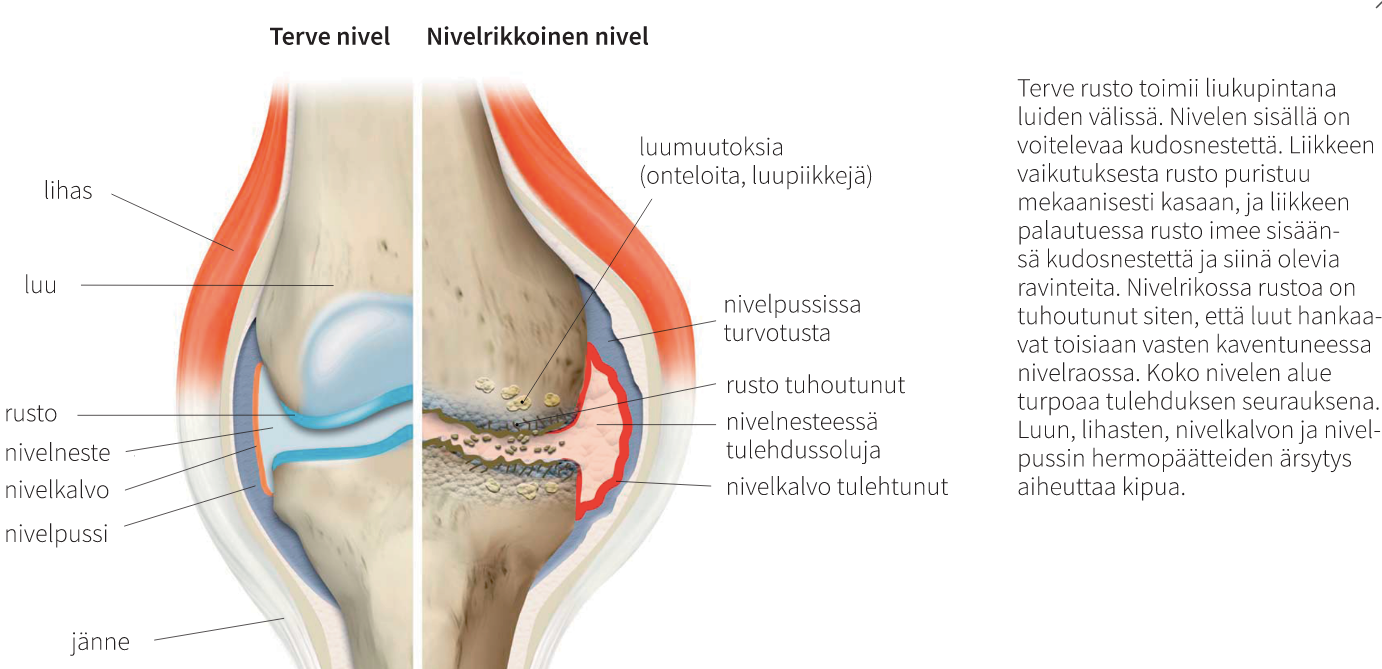 Terve nivel
Nivelrikkoinen nivel
lihas
luu
rusto
nivelneste
nivelkalvo
nivelpussi
jänne
luumuutoksia
(onteloita, luupiikkejä)
nivelpussissa
turvotusta
rusto tuhoutunut
nivelnesteessä
tulehdussoluja
nivelkalvo tulehtunut
Terve rusto toimii liukupintana
luiden välissä. Nivelen sisällä on
voitelevaa kudosnestettä. Liikkeen
vaikutuksesta rusto puristuu
mekaanisesti kasaan, ja liikkeen
palautuessa rusto imee sisään-
sä kudosnestettä ja siinä olevia
ravinteita. Nivelrikossa rustoa on
tuhoutunut siten, että luut hankaa-
vat toisiaan vasten kaventuneessa
nivelraossa. Koko nivelen alue
turpoaa tulehduksen seurauksena.
Luun, lihasten, nivelkalvon ja nivel-
pussin hermopäätteiden ärsytys
aiheuttaa kipua.